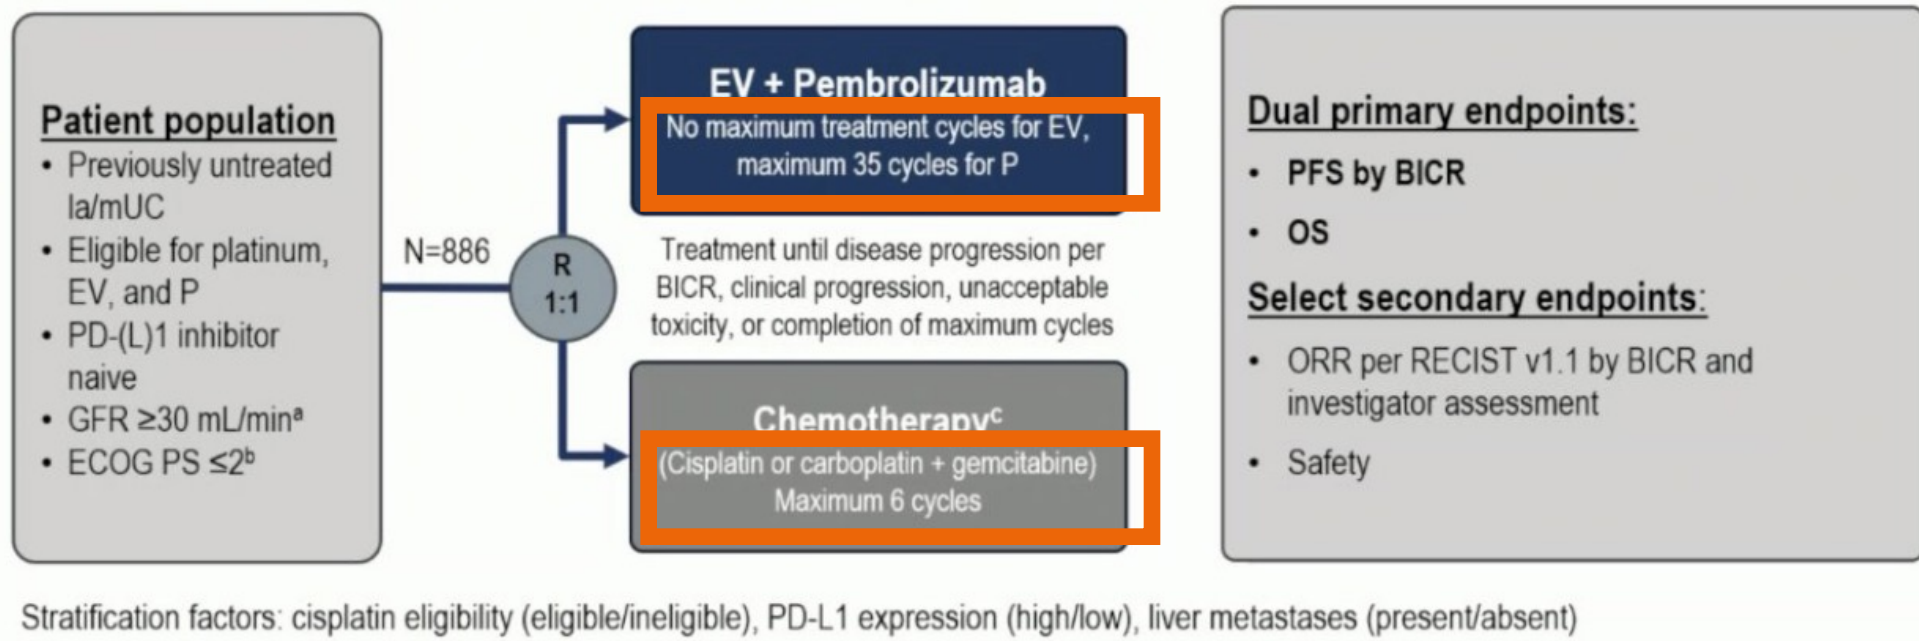 Patient population
• Previously untreated
la/mUC
• Eligible for platinum,
EV, and P
• PD-(L)1 inhibitor
naive
• GFR ≥30 mL/minᵃ
• ECOG PS ≤2ᵇ
N=886
R
1:1
EV + Pembrolizumab
No maximum treatment cycles for EV,
maximum 35 cycles for P
Treatment until disease progression per
BICR, clinical progression, unacceptable
toxicity, or completion of maximum cycles
Chemotherapyᶜ
(Cisplatin or carboplatin + gemcitabine)
Maximum 6 cycles
Dual primary endpoints:
• PFS by BICR
• OS
Select secondary endpoints:
• ORR per RECIST v1.1 by BICR and
investigator assessment
• Safety
Stratification factors: cisplatin eligibility (eligible/ineligible), PD-L1 expression (high/low), liver metastases (present/absent)